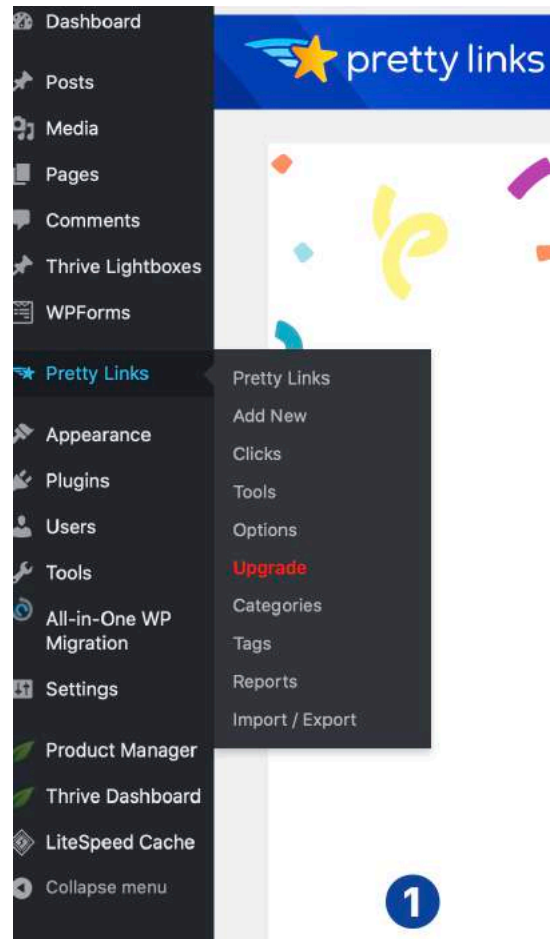 Dashboard
pretty links
Posts
Media
Pages
Comments
Thrive Lightboxes
WPForms
Pretty Links
Appearance
Plugins
Users
Tools
All-in-One WP
Migration
Settings
Product Manager
Thrive Dashboard
LiteSpeed Cache
Collapse menu
Pretty Links
Add New
Clicks
Tools
Options
Upgrade
Categories
Tags
Reports
Import / Export
1